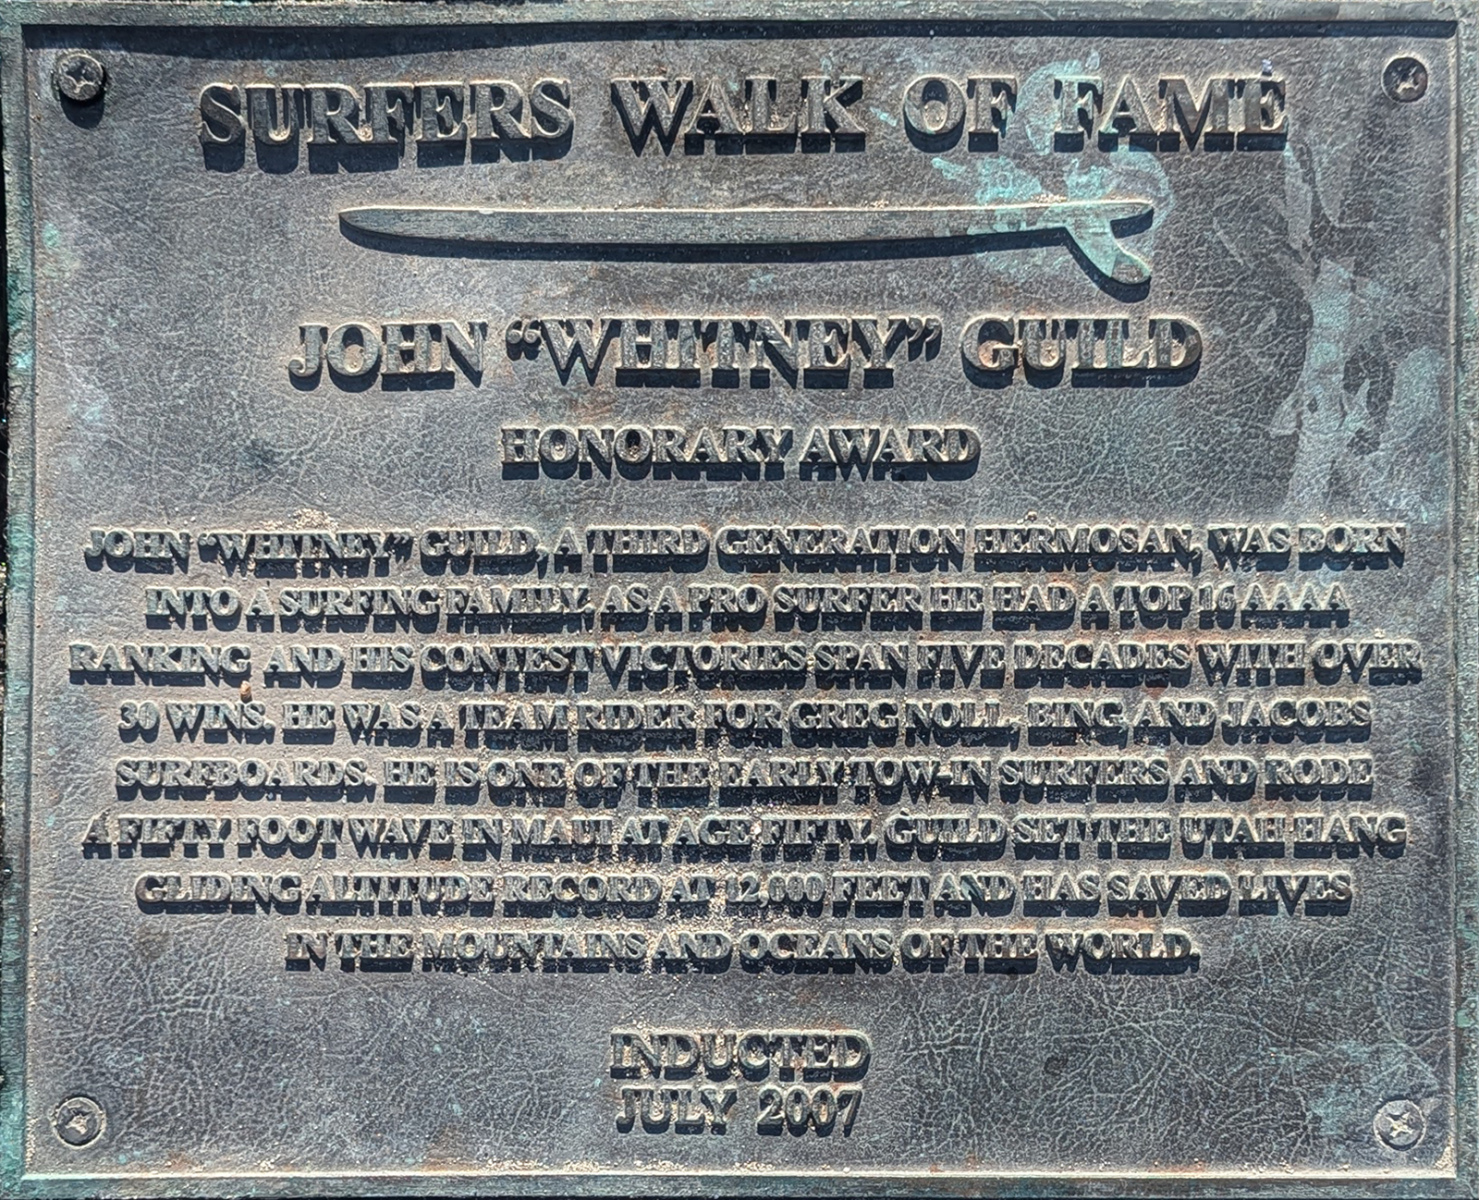 SURFERS WALK OF FAME
JOHN “WHITNEY” GUILD
HONORARY AWARD
JOHN “WHITNEY” GUILD, A THIRD GENERATION HERMOSAN, WAS BORN
INTO A SURFING FAMILY. AS A PRO SURFER HE HAD A TOP 16 AAAA
RANKING AND HIS CONTEST VICTORIES SPAN FIVE DECADES WITH OVER
30 WINS. HE WAS A TEAM RIDER FOR GREG NOLL, BING AND JACOBS
SURFBOARDS. HE IS ONE OF THE EARLY TOW-IN SURFERS AND RODE
A FIFTY FOOT WAVE IN MAUI AT AGE FIFTY. GUILD SET THE UTAH HANG
GLIDING ALTITUDE RECORD AT FEET AND HAS SAVED LIVES
IN THE MOUNTAINS AND OCEANS OF THE WORLD.
INDUCTED
JULY 2007